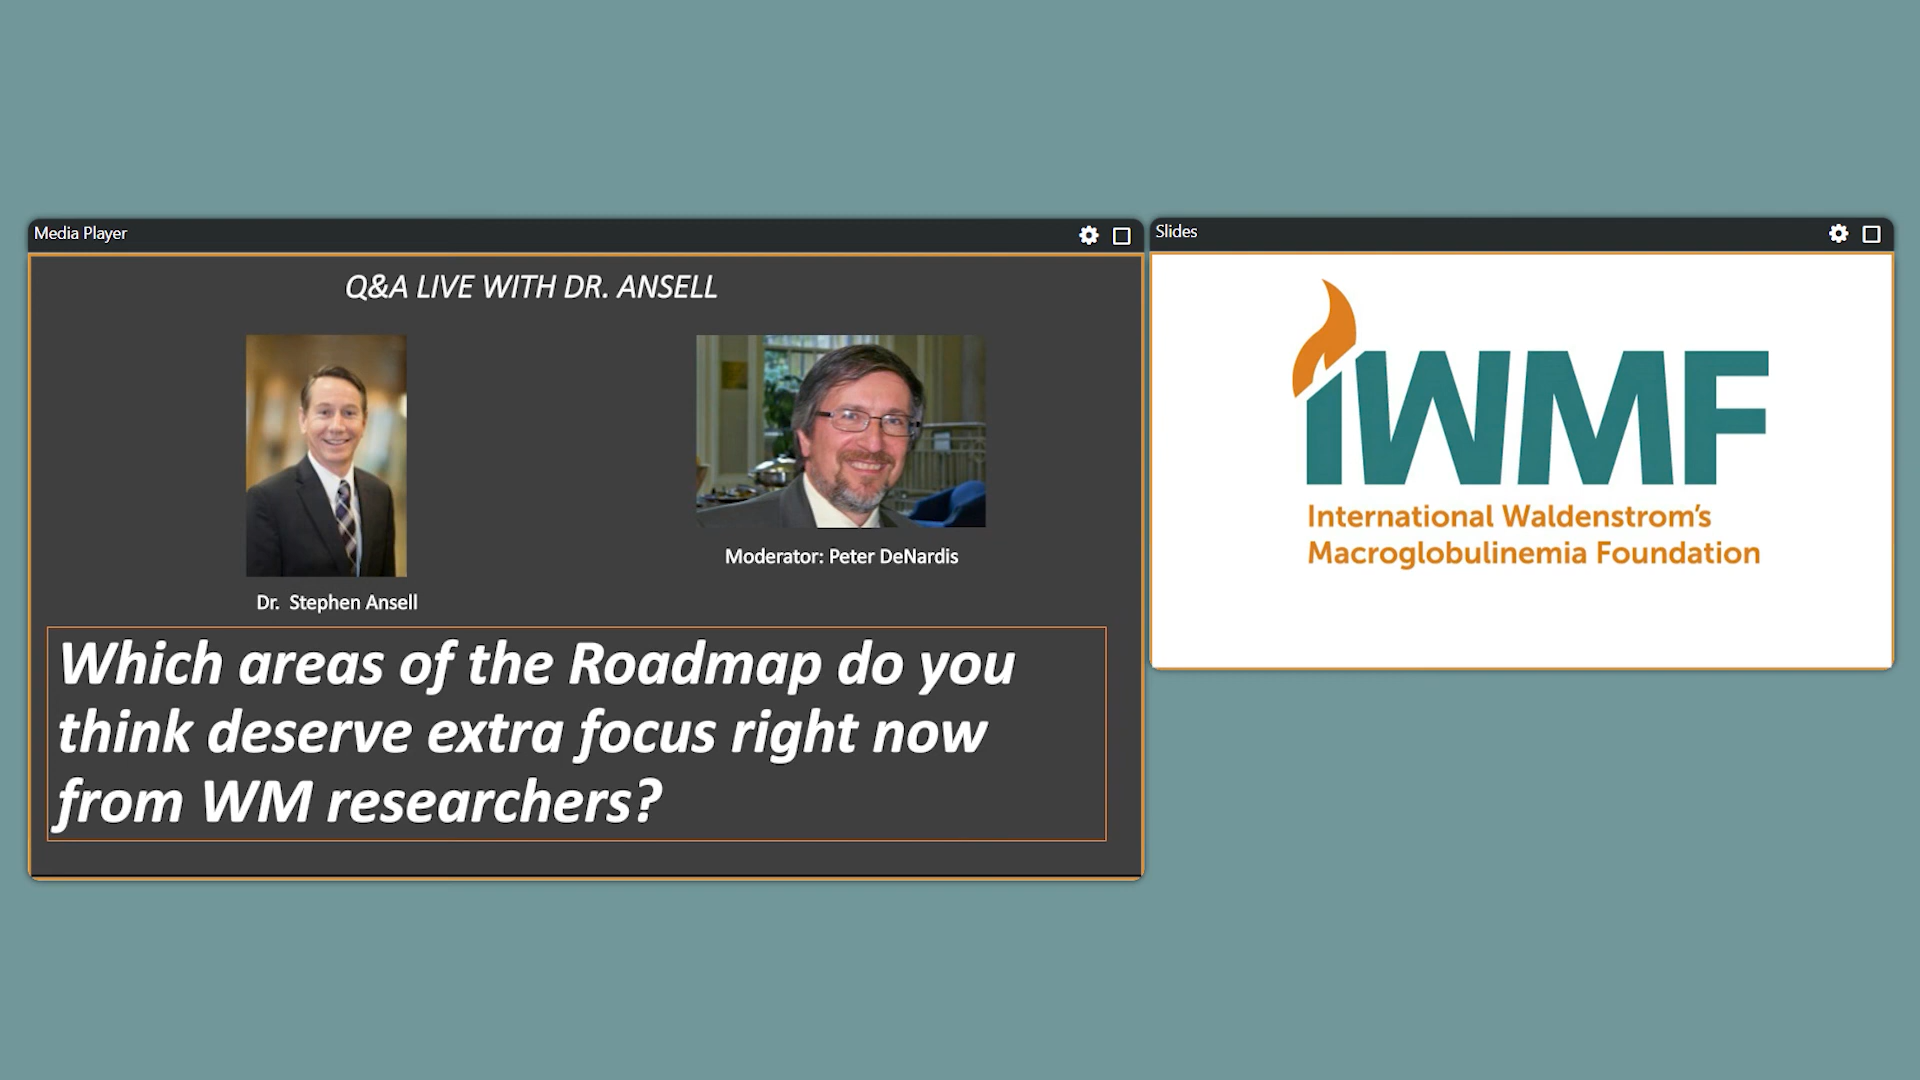 Media Player
Q&A LIVE WITH DR. ANSELL
Dr. Stephen Ansell
Moderator: Peter DeNardis
Which areas of the Roadmap do you
think deserve extra focus right now
from WM researchers?
Slides
IWMF
International Waldenstrom's
Macroglobulinemia Foundation